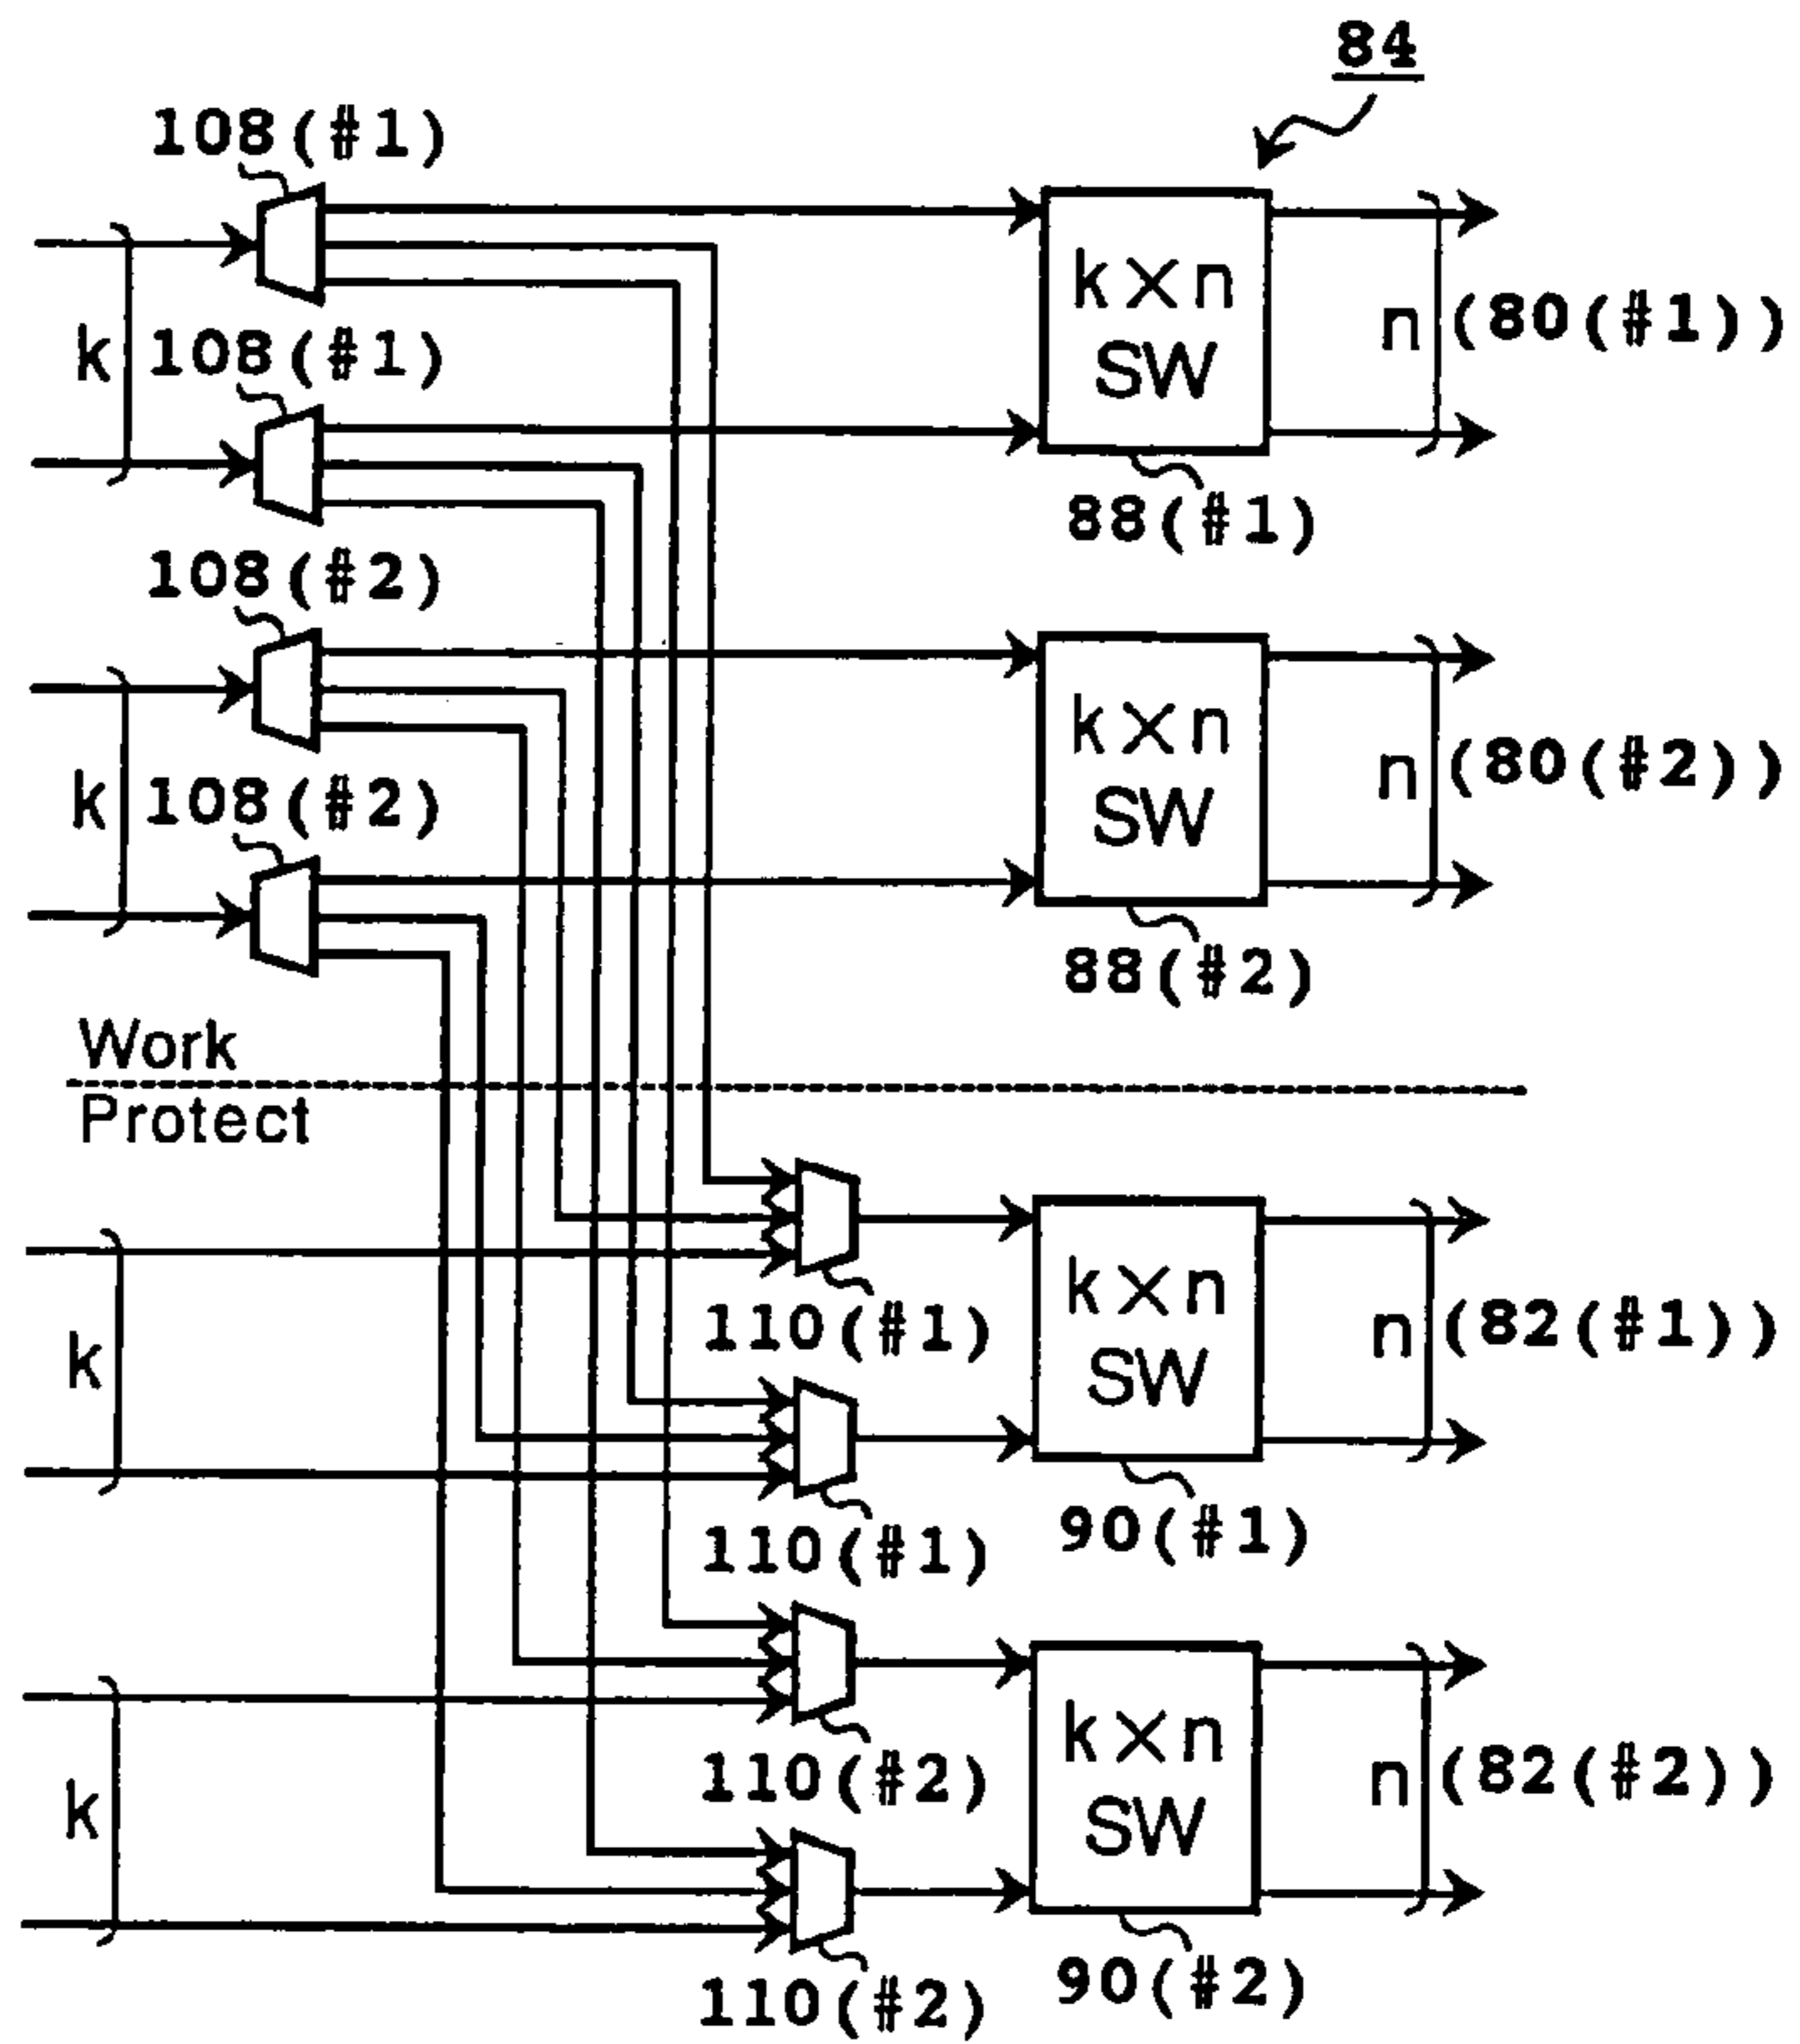 84
108(#1)
k × n
SW
n (80(#1))
k
108(#1)
88(#1)
108(#2)
k × n
SW
n (80(#2))
k
108(#2)
88(#2)
Work
Protect
k × n
SW
n (82(#1))
110(#1)
k
90(#1)
110(#1)
k × n
SW
n (82(#2))
110(#2)
k
90(#2)
110(#2)